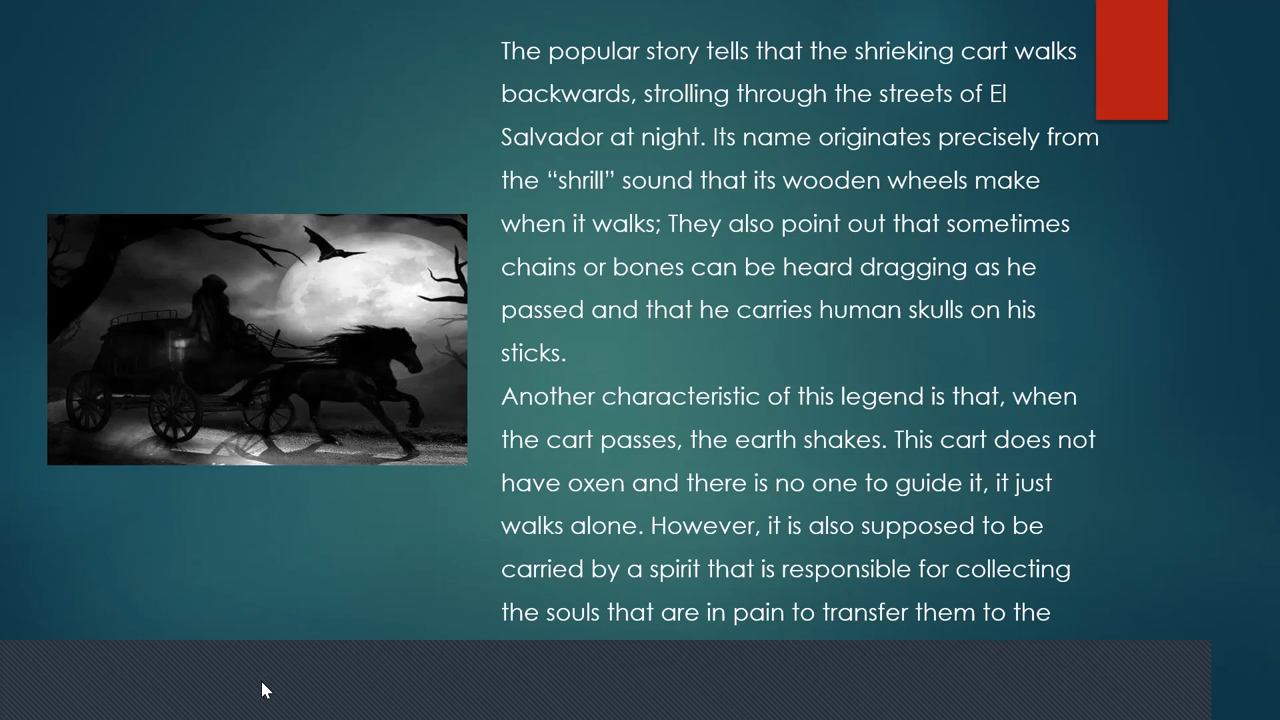 The popular story tells that the shrieking cart walks
backwards, strolling through the streets of El
Salvador at night. Its name originates precisely from
the “shrill” sound that its wooden wheels make
when it walks; They also point out that sometimes
chains or bones can be heard dragging as he
passed and that he carries human skulls on his
sticks.
Another characteristic of this legend is that, when
the cart passes, the earth shakes. This cart does not
have oxen and there is no one to guide it, it just
walks alone. However, it is also supposed to be
carried by a spirit that is responsible for collecting
the souls that are in pain to transfer them to the